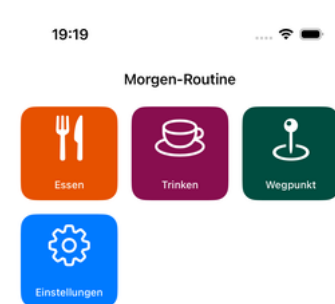 19:19
Morgen-Routine
Essen
Trinken
Wegpunkt
Einstellungen